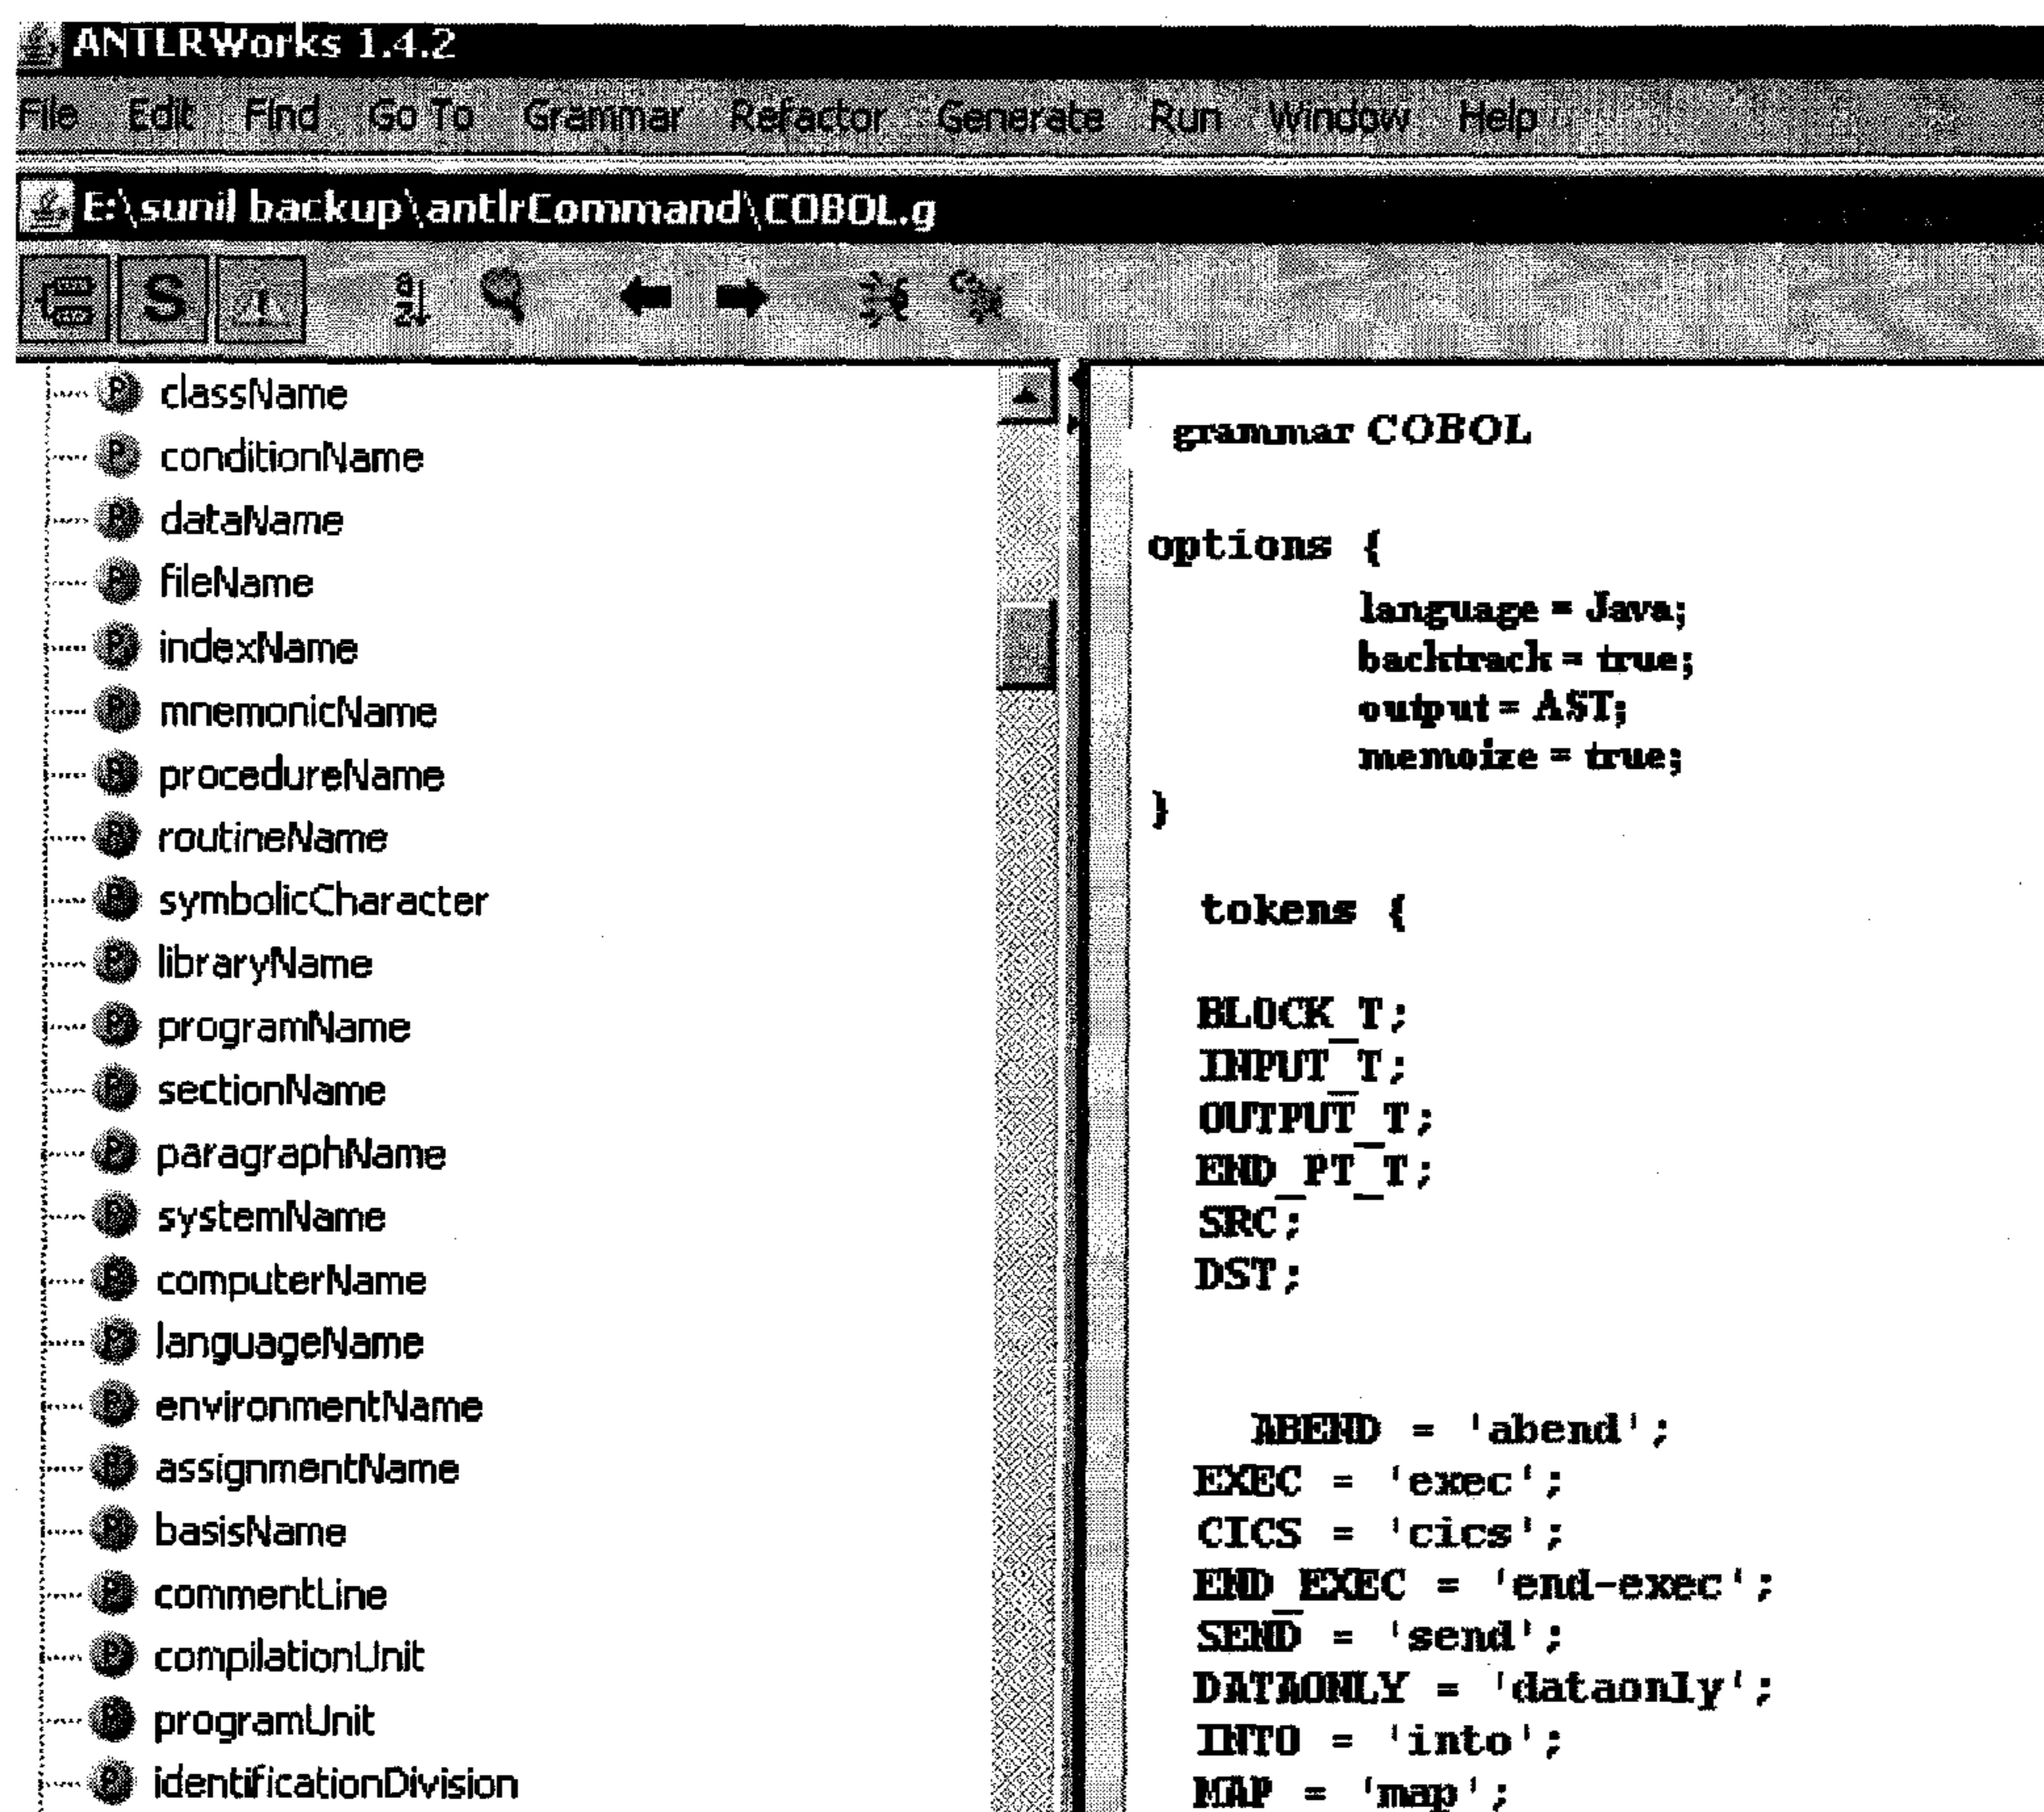 ANTLRWorks 1.4.2
File Edit Find Go To Grammar Refactor Generate Run Window Help
E:\sunil backup\antlrCommand\COBOL.g
className
conditionName
dataName
fileName
indexName
mnemonicName
procedureName
routineName
symbolicCharacter
libraryName
programName
sectionName
paragraphName
systemName
computerName
languageName
environmentName
assignmentName
basisName
commentLine
compilationUnit
programUnit
identificationDivision
grammar COBOL
options {
language = Java;
backtrack = true;
output = AST;
memoize = true;
}
tokens {
BLOCK_T;
INPUT_T;
OUTPUT_T;
END_PT_T;
SRC;
DST;
ABEND = 'abend';
EXEC = 'exec';
CICS = 'cics';
END_EXEC = 'end-exec';
SEND = 'send';
DATAONLY = 'dataonly';
INTO = 'into';
MAP = 'map';